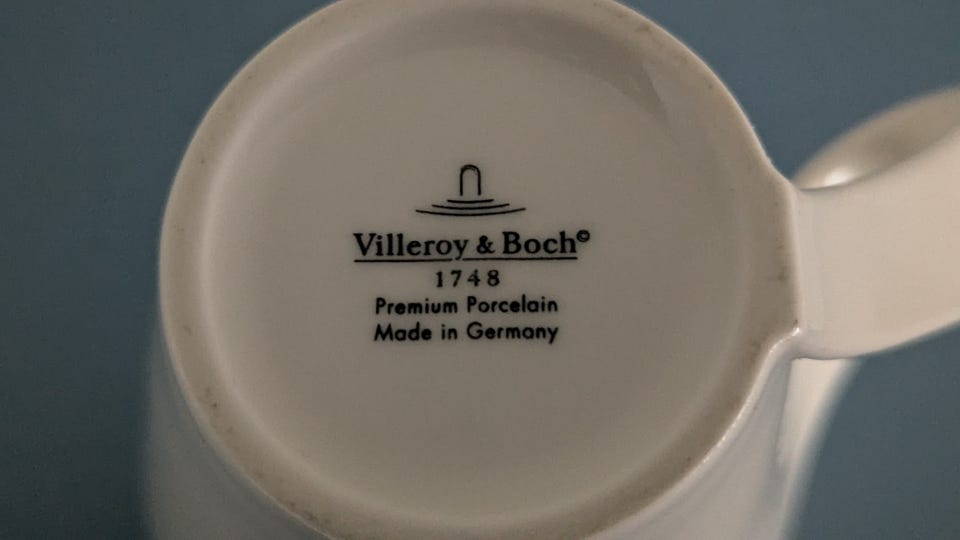 Villeroy & Boch©
1748
Premium Porcelain
Made in Germany